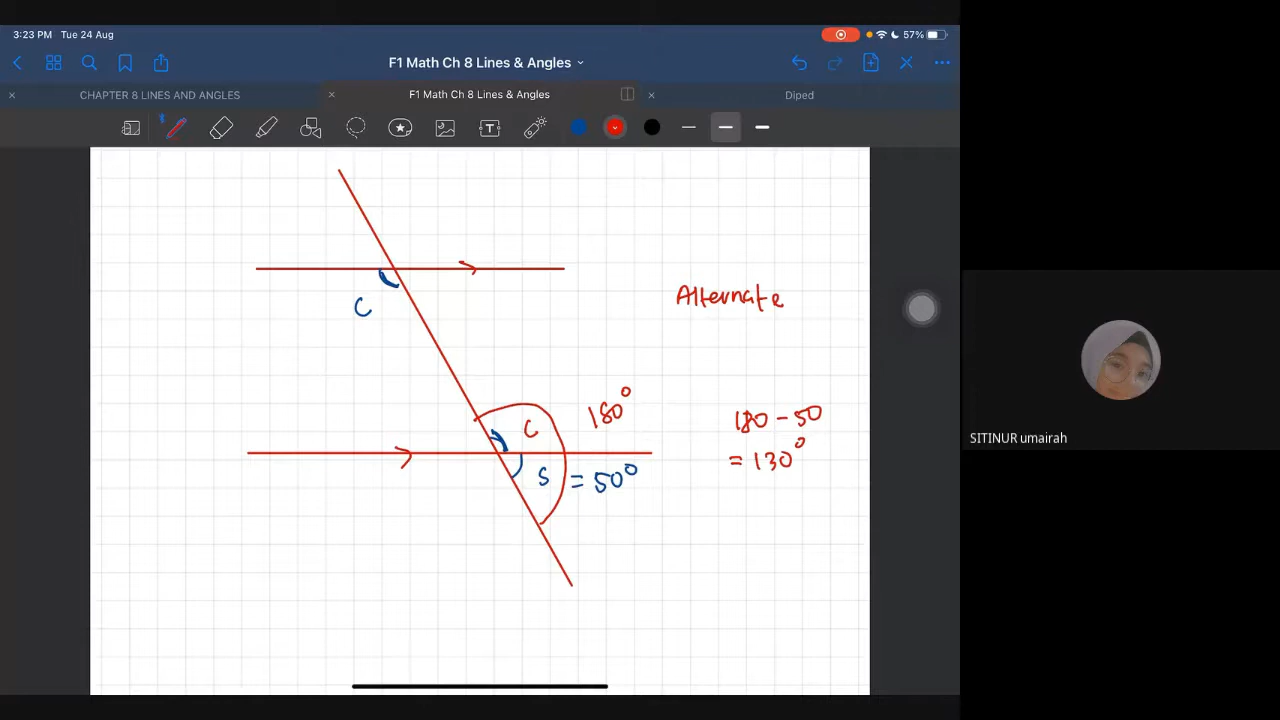 3:23 PM Tue 24 Aug
57%
F1 Math Ch 8 Lines & Angles
CHAPTER 8 LINES AND ANGLES
F1 Math Ch 8 Lines & Angles
Diped
C
Alternate
180°
C
180 - 50
= 130°
S = 50°
SITINUR umairah